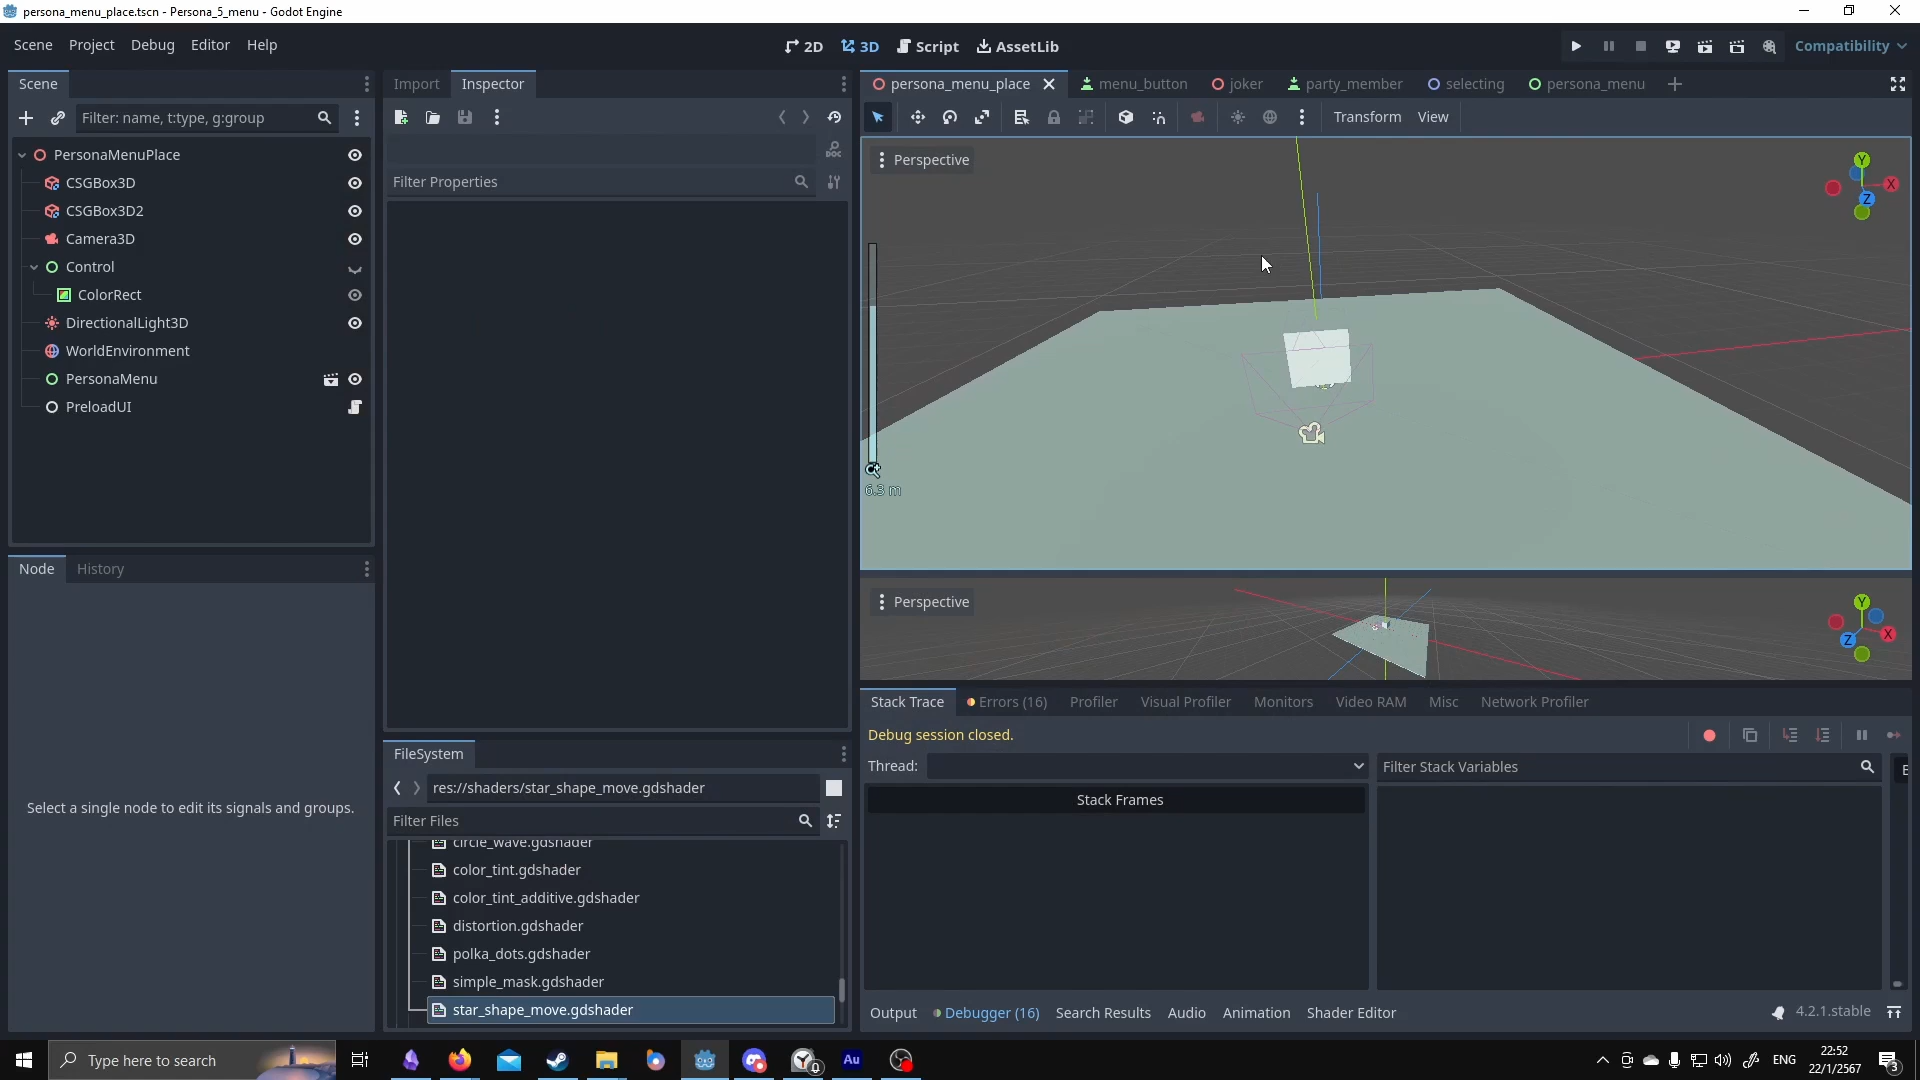 persona_menu_place.tscn - Persona_5_menu - Godot Engine
Scene Project Debug Editor Help
2D 3D Script AssetLib
Compatibility
Scene
Import Inspector
persona_menu_place menu_button joker party_member selecting persona_menu
Filter: name, t:type, g:group
Transform View
PersonaMenuPlace
CSGBox3D
CSGBox3D2
Camera3D
Control
ColorRect
DirectionalLight3D
WorldEnvironment
PersonaMenu
PreloadUI
DOC
Filter Properties
Perspective
Y
X
Z
6.3 m
Perspective
Y
X
Z
Node History
Select a single node to edit its signals and groups.
FileSystem
res://shaders/star_shape_move.gdshader
Filter Files
circle_wave.gdshader
color_tint.gdshader
color_tint_additive.gdshader
distortion.gdshader
polka_dots.gdshader
simple_mask.gdshader
star_shape_move.gdshader
Stack Trace Errors (16) Profiler Visual Profiler Monitors Video RAM Misc Network Profiler
Debug session closed.
Thread:
Filter Stack Variables
Stack Frames
Output Debugger (16) Search Results Audio Animation Shader Editor
4.2.1.stable
Type here to search
Au
ENG
22:52
22/1/2567
3